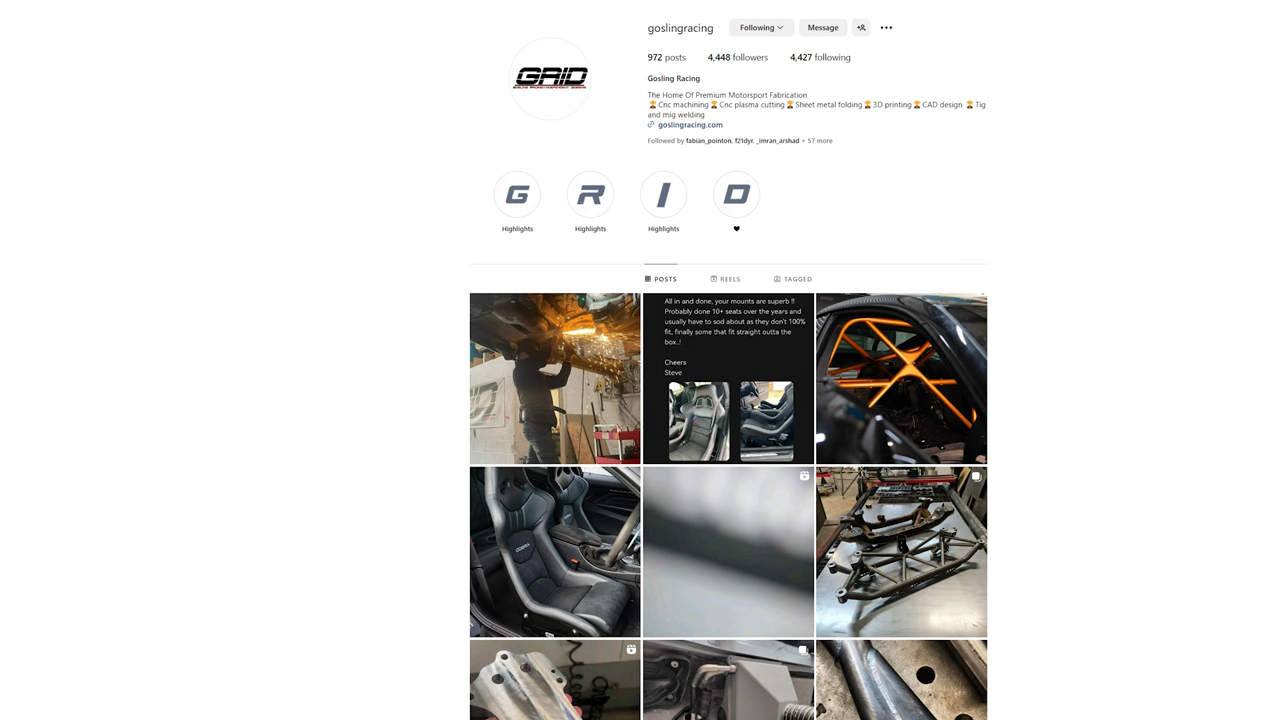 goslingracing Following Message
972 posts 4,448 followers 4,427 following
GRID
Gosling Racing
The Home Of Premium Motorsport Fabrication
Cnc machining Cnc plasma cutting Sheet metal folding 3D printing CAD design Tig
and mig welding
goslingracing.com
Followed by fabian_pointon, f21dyr, _imran_arshad + 57 more
G R I D
Highlights Highlights Highlights
POSTS REELS TAGGED
All in and done, your mounts are superb !!
Probably done 10+ seats over the years and
usually have to sod about as they don't 100%
fit, finally some that fit straight outta the
box..!
Cheers
Steve
COBRA